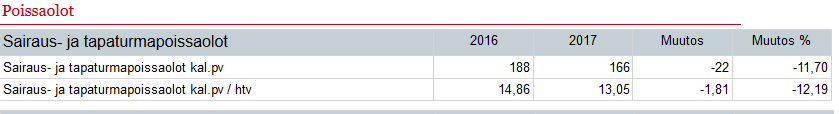 Poissaolot
Sairaus- ja tapaturmapoissaolot 2016 2017 Muutos Muutos %
Sairaus- ja tapaturmapoissaolot kal.pv 188 166 -22 -11,70
Sairaus- ja tapaturmapoissaolot kal.pv / htv 14,86 13,05 -1,81 -12,19